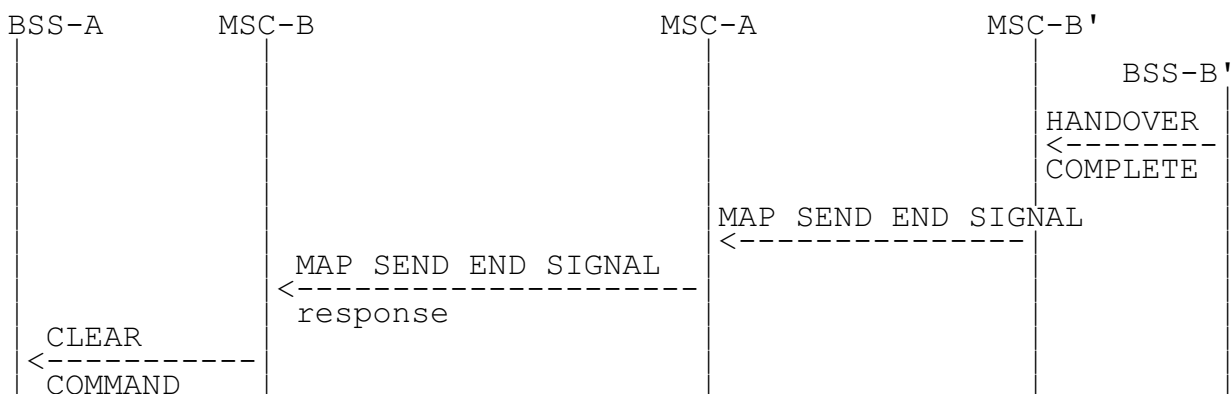 BSS-A MSC-B MSC-A MSC-B'
BSS-B'
HANDOVER
COMPLETE
MAP SEND END SIGNAL
MAP SEND END SIGNAL
response
CLEAR
COMMAND